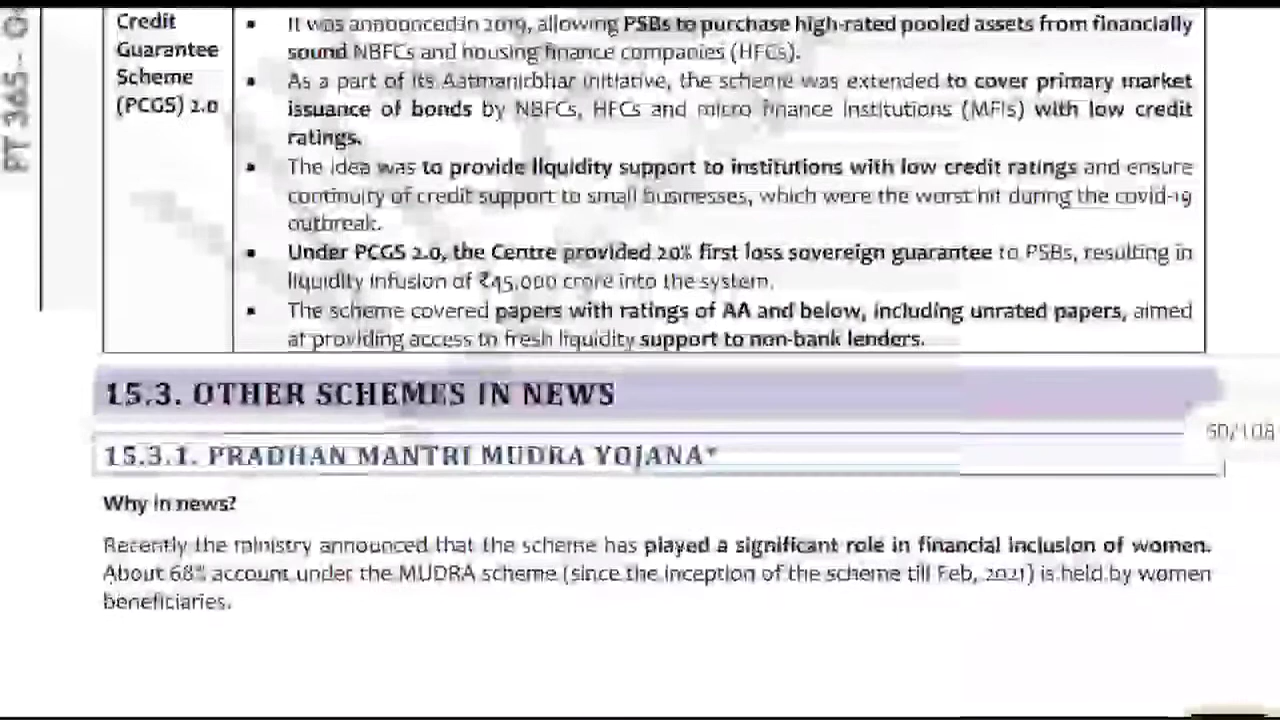 Credit
Guarantee
Scheme
(PCGS) 2.0
• It was announced in 2019, allowing PSBs to purchase high-rated pooled assets from financially
sound NBFCs and housing finance companies (HFCs).
• As a part of its Aatmanirbhar initiative, the scheme was extended to cover primary market
issuance of bonds by NBFCs, HFCs and micro finance institutions (MFIs) with low credit
ratings.
• The idea was to provide liquidity support to institutions with low credit ratings and ensure
continuity of credit support to small businesses, which were the worst hit during the covid-19
outbreak.
• Under PCGS 2.0, the Centre provided 20% first loss sovereign guarantee to PSBs, resulting in
liquidity infusion of ₹45,000 crore into the system.
• The scheme covered papers with ratings of AA and below, including unrated papers, aimed
at providing access to fresh liquidity support to non-bank lenders.
15.3. OTHER SCHEMES IN NEWS
15.3.1. PRADHAN MANTRI MUDRA YOJANA*
Why in news?
Recently the ministry announced that the scheme has played a significant role in financial inclusion of women.
About 68% account under the MUDRA scheme (since the inception of the scheme till Feb, 2021) is held by women
beneficiaries.
PT 365-